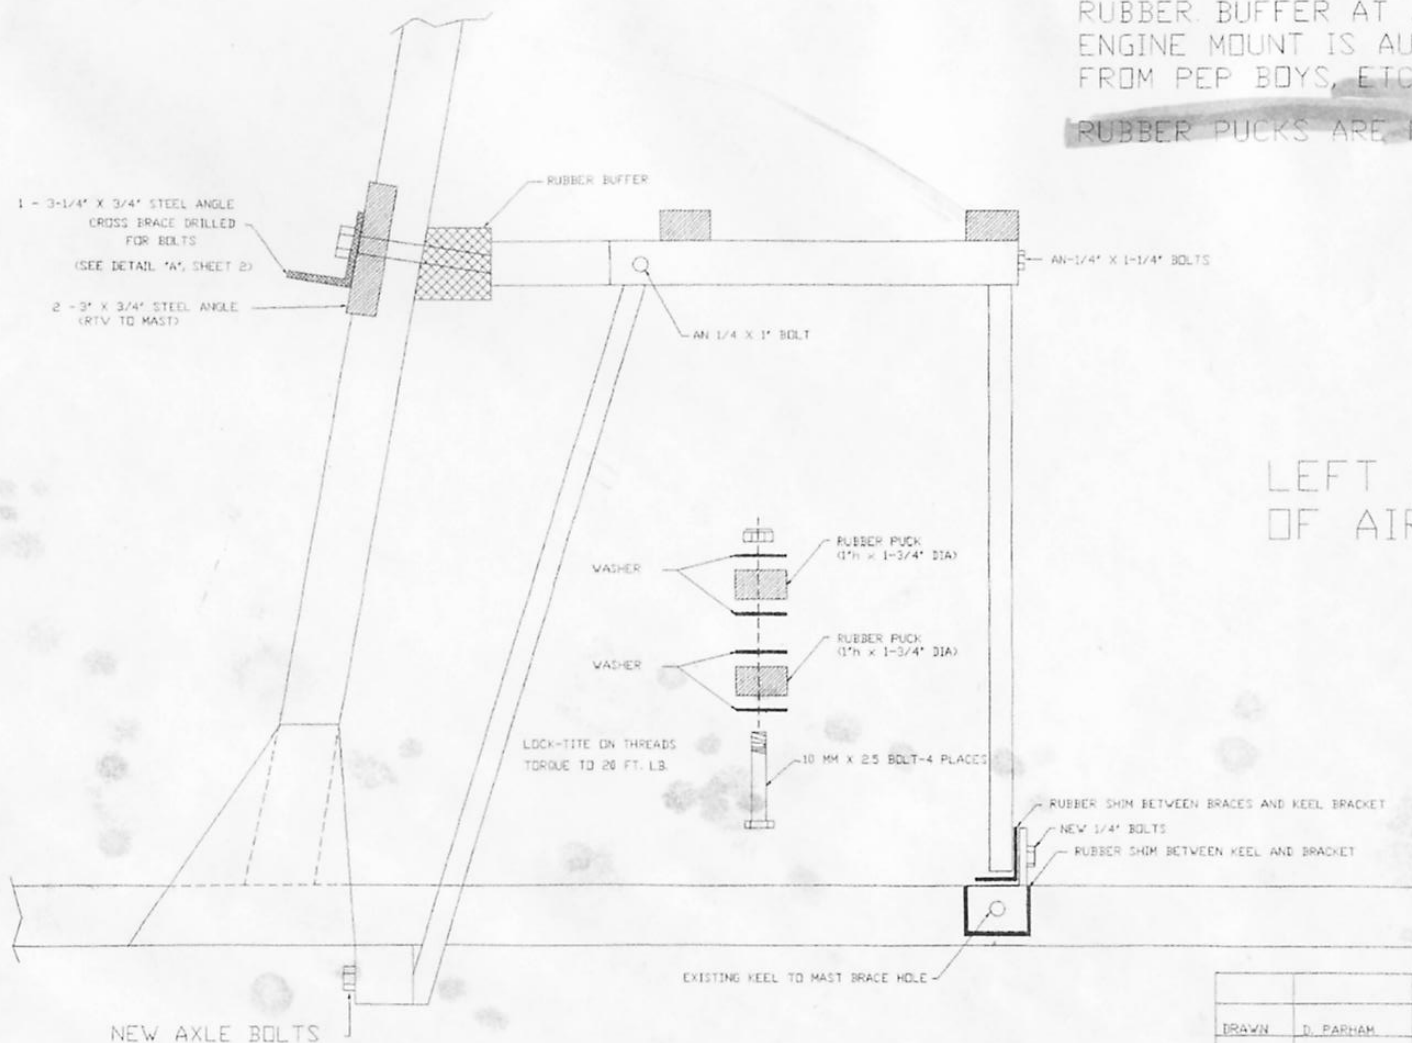 RUBBER BUFFER AT
ENGINE MOUNT IS AU
FROM PEP BOYS, ETC
RUBBER PUCKS ARE
1 - 3-1/4" X 3/4" STEEL ANGLE
CROSS BRACE DRILLED
FOR BOLTS
(SEE DETAIL "A", SHEET 2)
2 - 3" X 3/4" STEEL ANGLE
(RTV TO MAST)
RUBBER BUFFER
AN-1/4" X 1-1/4" BOLTS
AN 1/4 X 1" BOLT
LEFT
OF AIR
WASHER
RUBBER PUCK
(1"h x 1-3/4" DIA)
WASHER
RUBBER PUCK
(1"h x 1-3/4" DIA)
LOCK-TITE ON THREADS
TORQUE TO 20 FT. LB.
10 MM X 25 BOLT-4 PLACES
RUBBER SHIM BETWEEN BRACES AND KEEL BRACKET
NEW 1/4" BOLTS
RUBBER SHIM BETWEEN KEEL AND BRACKET
EXISTING KEEL TO MAST BRACE HOLE
NEW AXLE BOLTS
DRAWN D. PARHAM